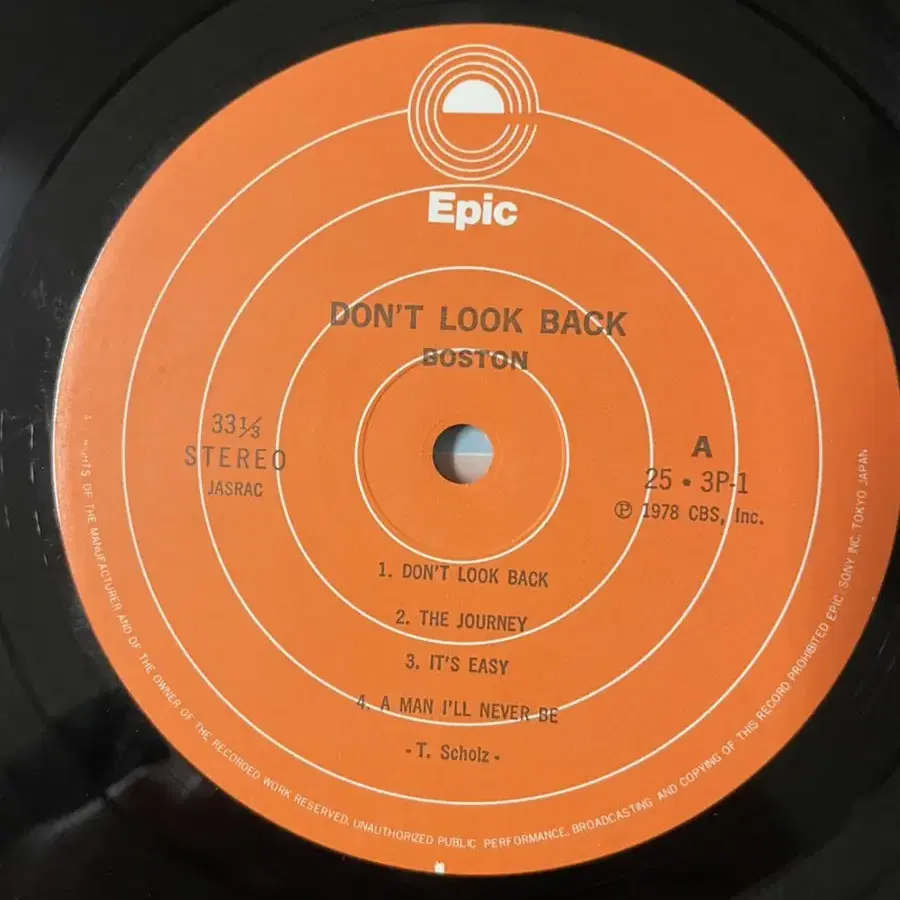 Epic
DON'T LOOK BACK
BOSTON
33⅓
STEREO
JASRAC
A
25・3P-1
Ⓟ 1978 CBS, Inc.
1. DON'T LOOK BACK
2. THE JOURNEY
3. IT'S EASY
4. A MAN I'LL NEVER BE
- T. Scholz -
RIGHTS OF THE MANUFACTURER AND OF THE OWNER OF THE RECORDED WORK RESERVED. UNAUTHORIZED PUBLIC PERFORMANCE, BROADCASTING AND COPYING OF THIS RECORD PROHIBITED EPIC/SONY INC. TOKYO JAPAN